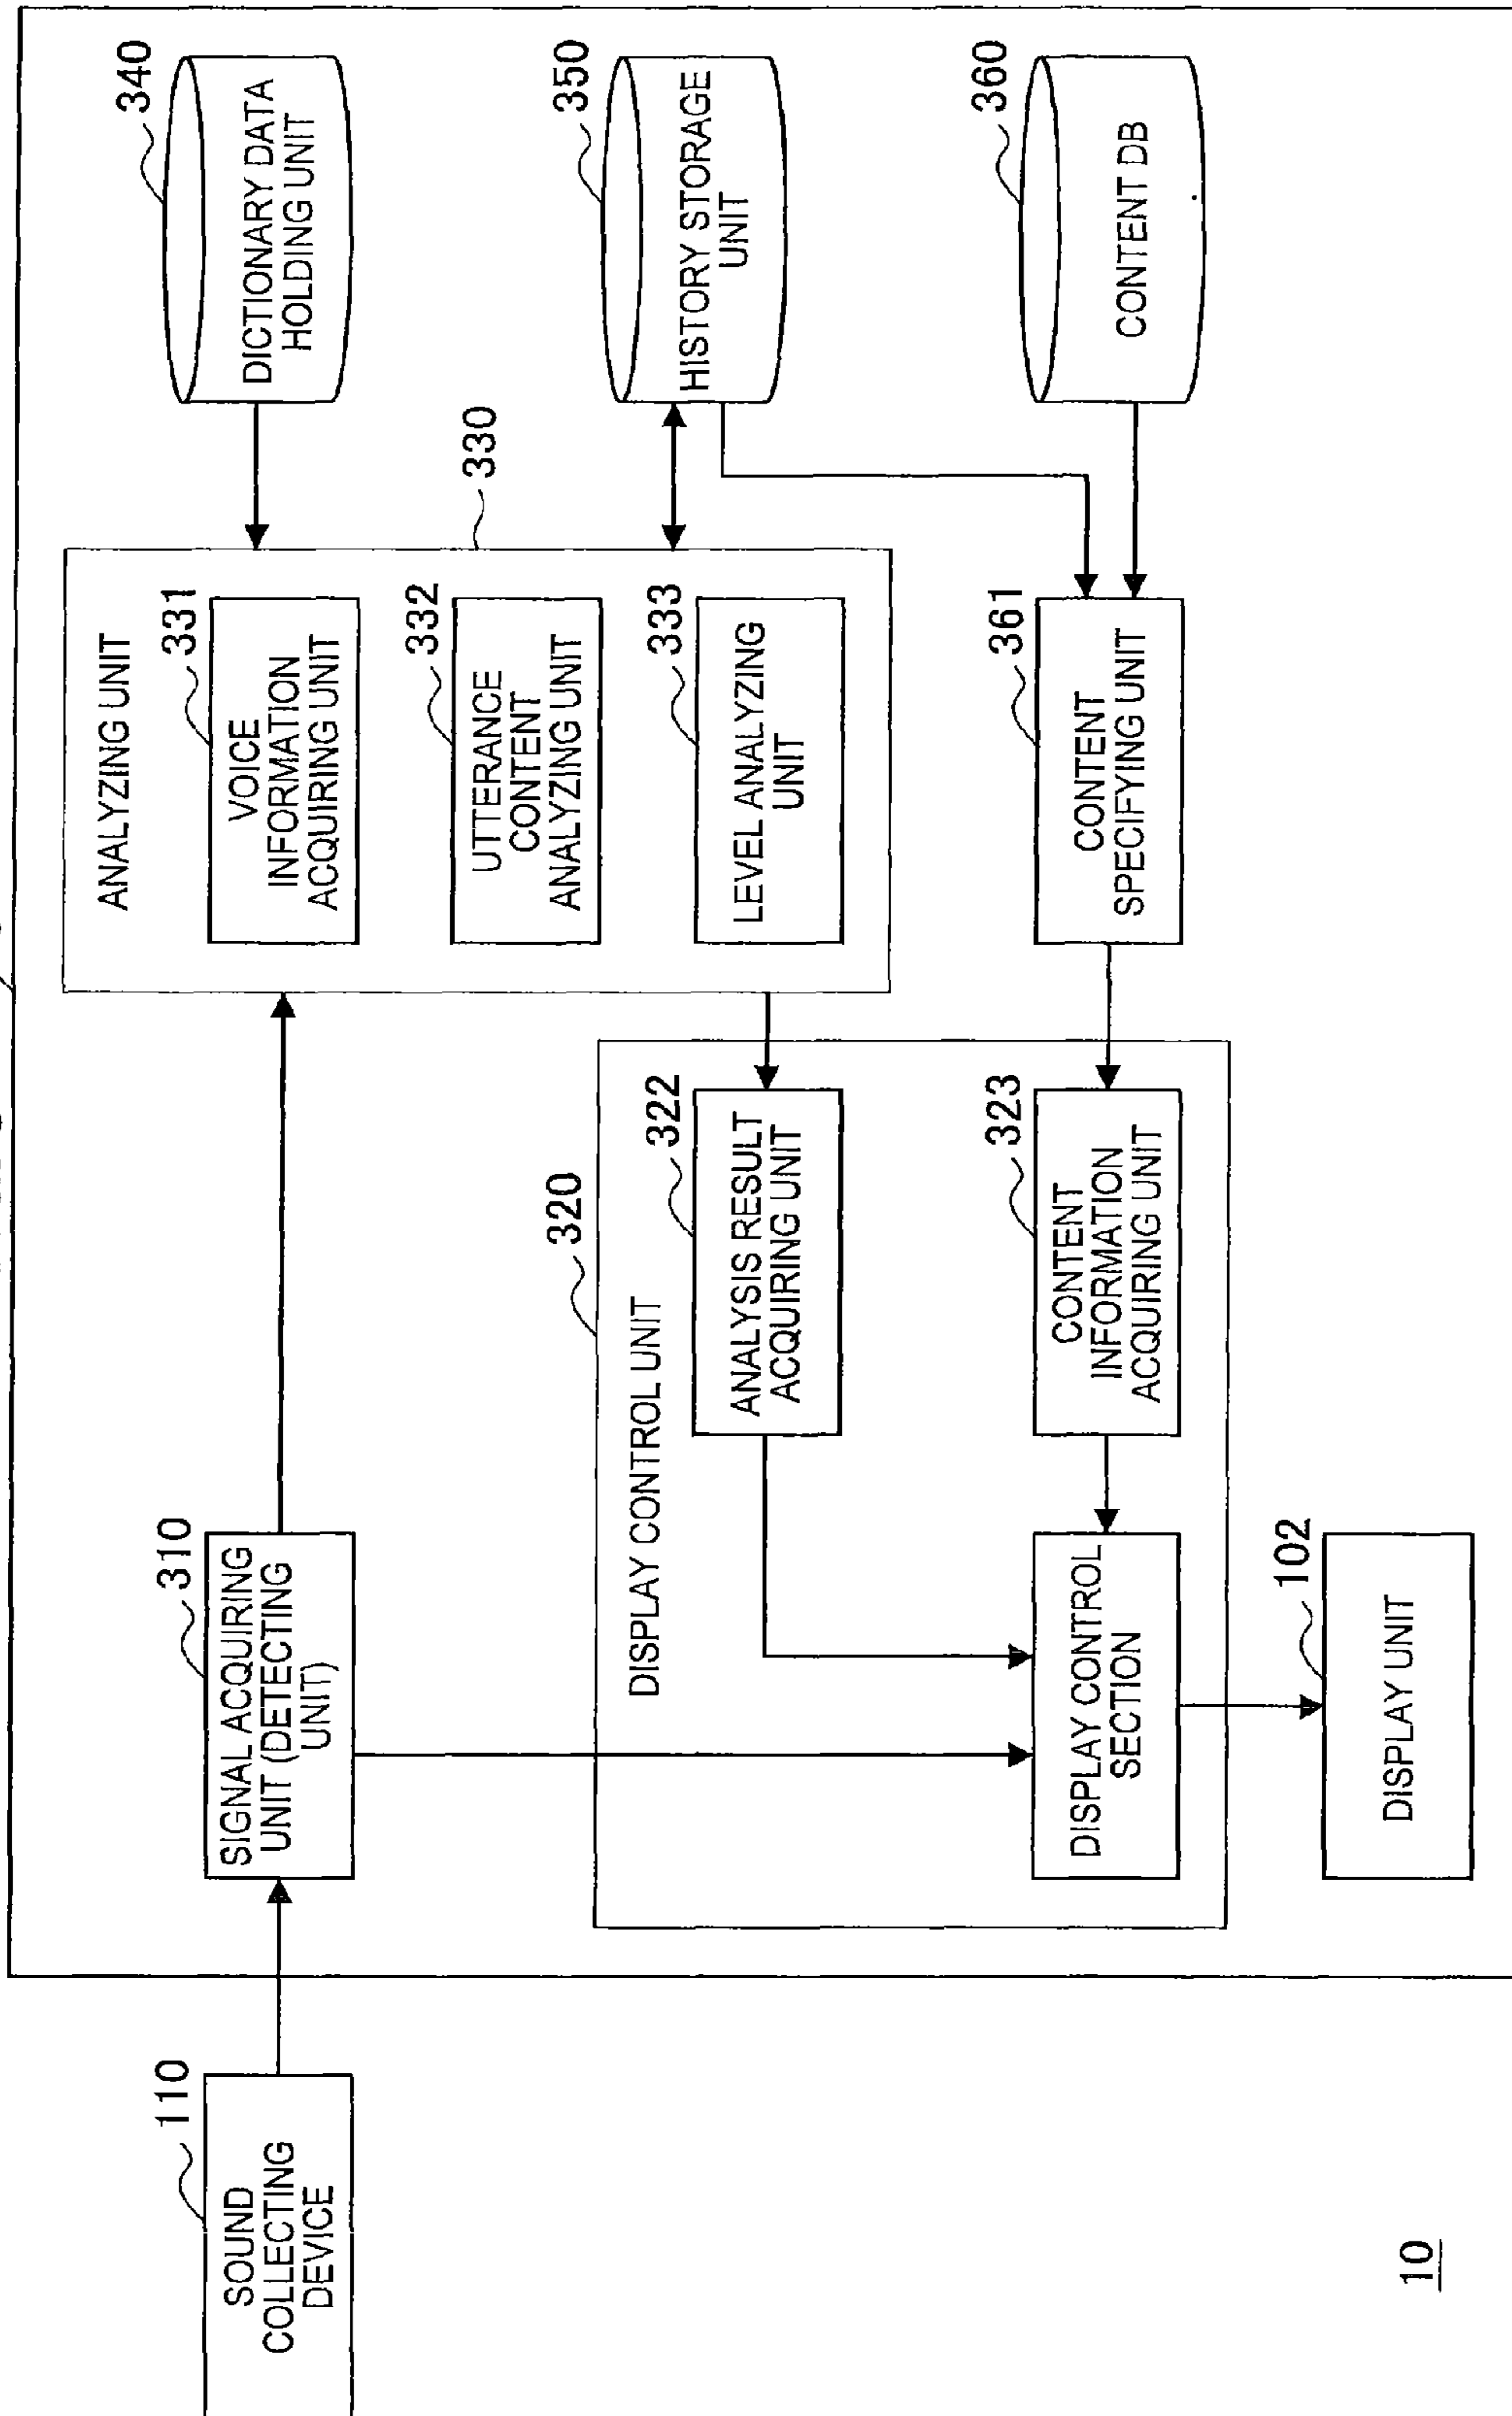 110
SOUND
COLLECTING
DEVICE
310
SIGNAL ACQUIRING
UNIT (DETECTING
UNIT)
ANALYZING UNIT
330
331
VOICE
INFORMATION
ACQUIRING UNIT
332
UTTERANCE
CONTENT
ANALYZING UNIT
333
LEVEL ANALYZING
UNIT
340
DICTIONARY DATA
HOLDING UNIT
350
HISTORY STORAGE
UNIT
360
CONTENT DB
361
CONTENT
SPECIFYING UNIT
320
DISPLAY CONTROL UNIT
322
ANALYSIS RESULT
ACQUIRING UNIT
323
CONTENT
INFORMATION
ACQUIRING UNIT
DISPLAY CONTROL
SECTION
102
DISPLAY UNIT
10